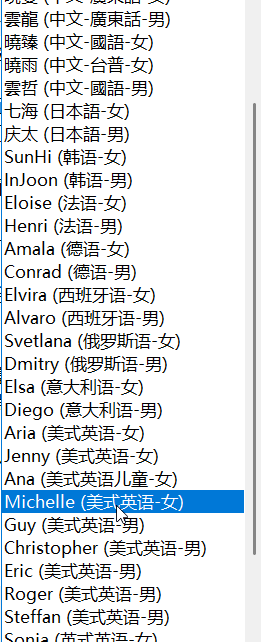 雲龍 (中文-廣東話-男)
曉臻 (中文-國語-女)
曉雨 (中文-台普-女)
雲哲 (中文-國語-男)
七海 (日本語-女)
庆太 (日本語-男)
SunHi (韩语-女)
InJoon (韩语-男)
Eloise (法语-女)
Henri (法语-男)
Amala (德语-女)
Conrad (德语-男)
Elvira (西班牙语-女)
Alvaro (西班牙语-男)
Svetlana (俄罗斯语-女)
Dmitry (俄罗斯语-男)
Elsa (意大利语-女)
Diego (意大利语-男)
Aria (美式英语-女)
Jenny (美式英语-女)
Ana (美式英语儿童-女)
Michelle (美式英语-女)
Guy (美式英语-男)
Christopher (美式英语-男)
Eric (美式英语-男)
Roger (美式英语-男)
Steffan (美式英语-男)
Sonia (英式英语-女)